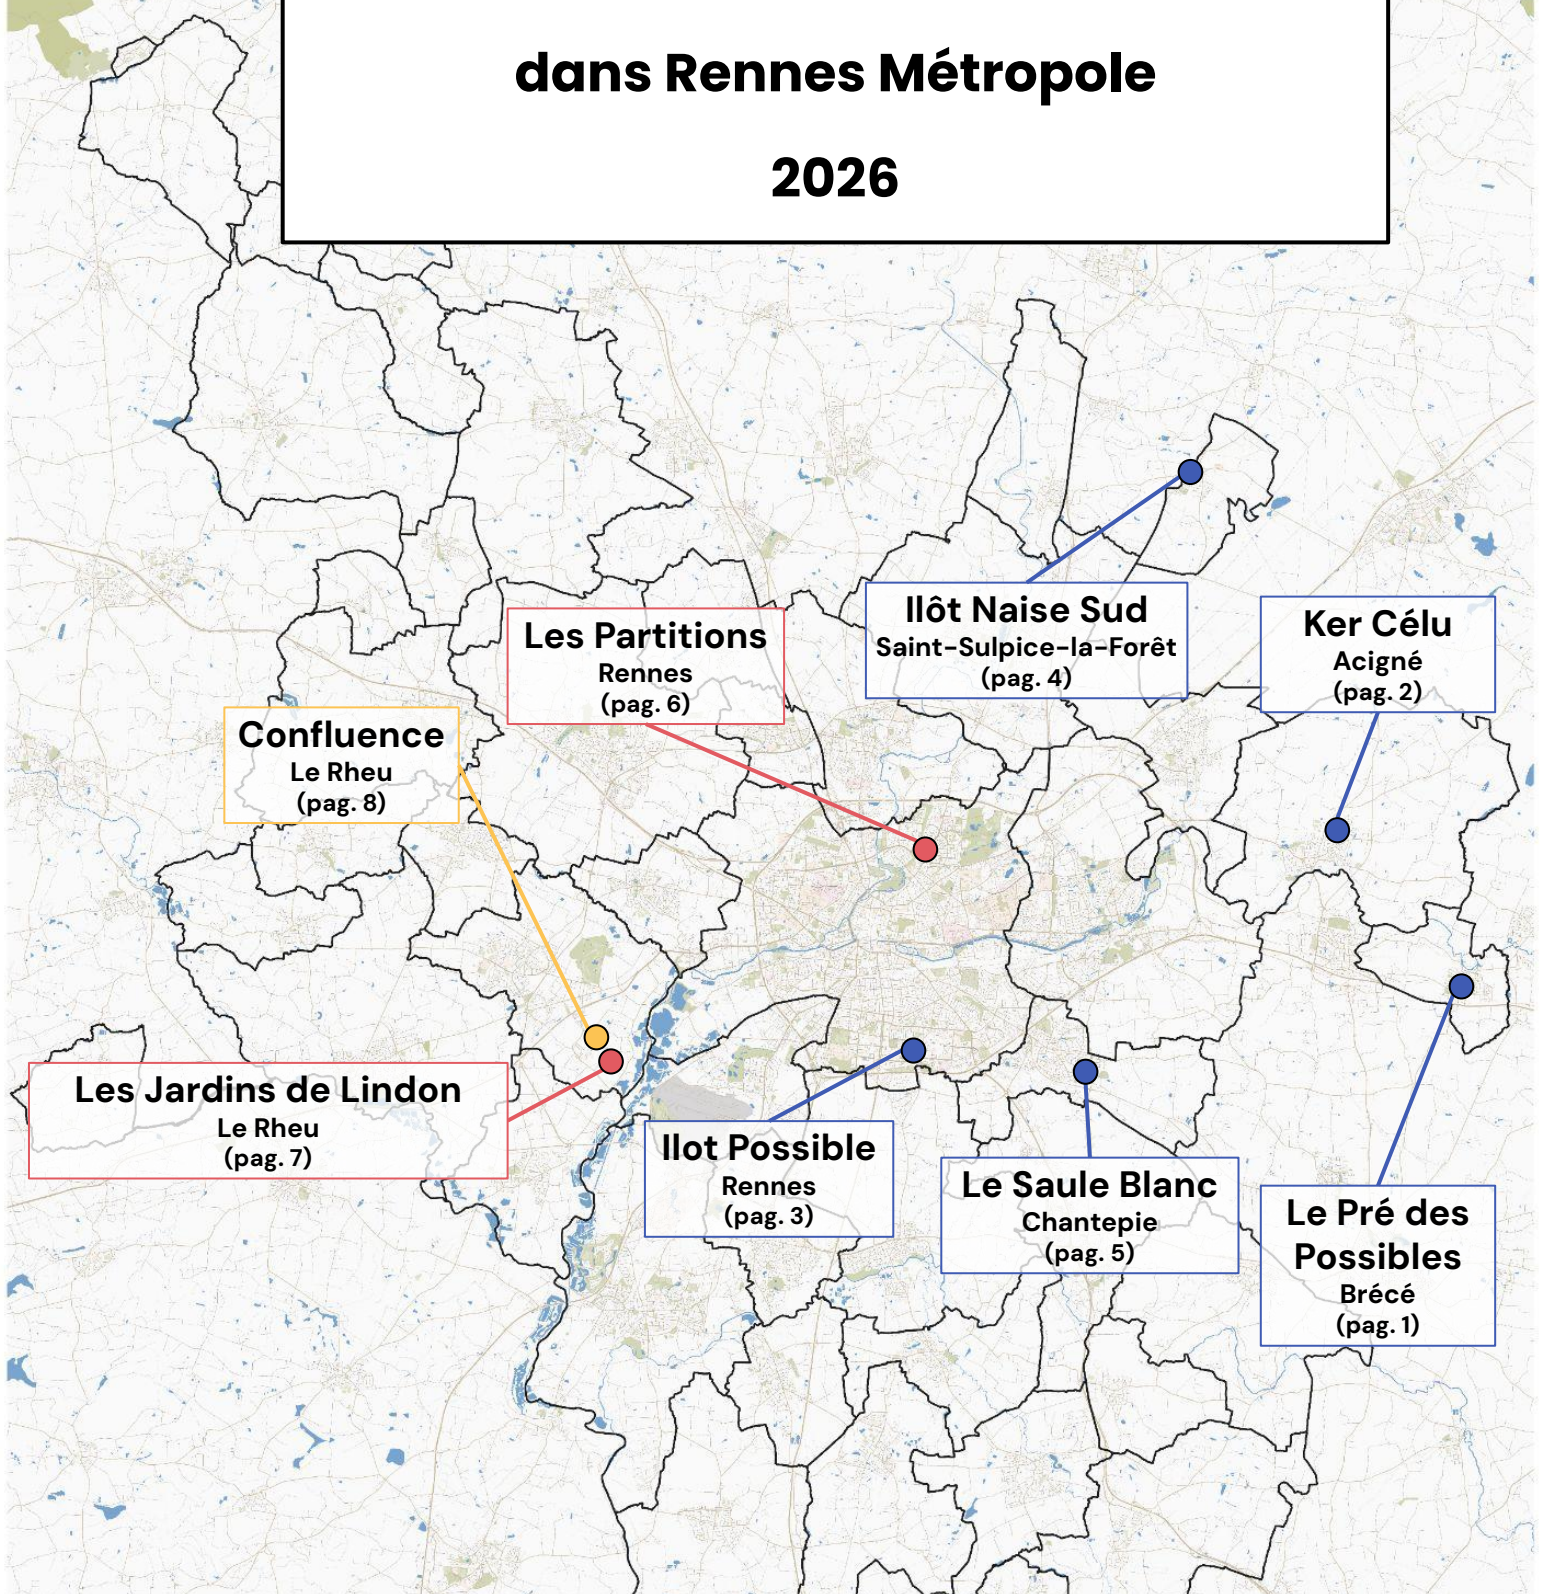 dans Rennes Métropole
2026
Ilôt Naise Sud
Saint-Sulpice-la-Forêt
(pag. 4)
Ker Célu
Acigné
(pag. 2)
Les Partitions
Rennes
(pag. 6)
Confluence
Le Rheu
(pag. 8)
Les Jardins de Lindon
Le Rheu
(pag. 7)
Ilot Possible
Rennes
(pag. 3)
Le Saule Blanc
Chantepie
(pag. 5)
Le Pré des
Possibles
Brécé
(pag. 1)